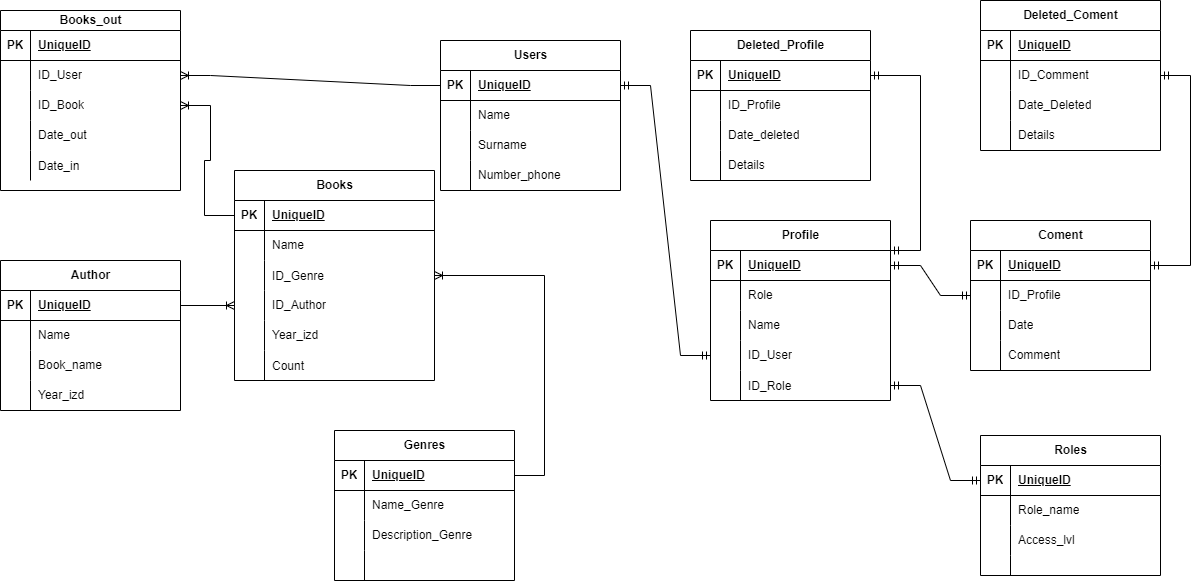 Books_out
PK UniqueID
ID_User
ID_Book
Date_out
Date_in
Users
PK UniqueID
Name
Surname
Number_phone
Deleted_Profile
PK UniqueID
ID_Profile
Date_deleted
Details
Deleted_Coment
PK UniqueID
ID_Comment
Date_Deleted
Details
Books
PK UniqueID
Name
ID_Genre
ID_Author
Year_izd
Count
Author
PK UniqueID
Name
Book_name
Year_izd
Profile
PK UniqueID
Role
Name
ID_User
ID_Role
Coment
PK UniqueID
ID_Profile
Date
Comment
Genres
PK UniqueID
Name_Genre
Description_Genre
Roles
PK UniqueID
Role_name
Access_lvl